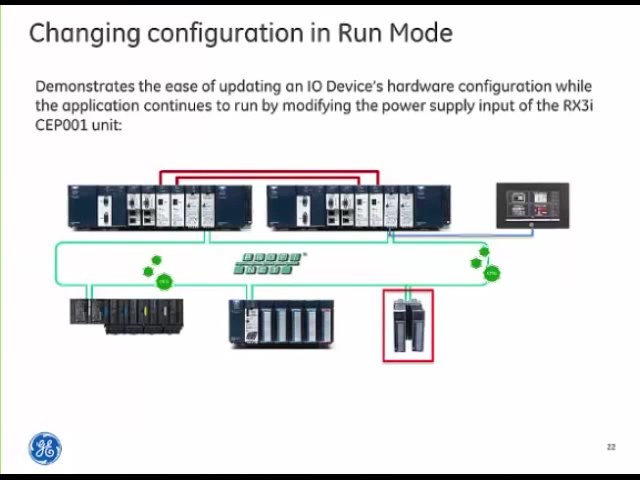 Changing configuration in Run Mode
Demonstrates the ease of updating an IO Device's hardware configuration while
the application continues to run by modifying the power supply input of the RX3i
CEP001 unit:
22